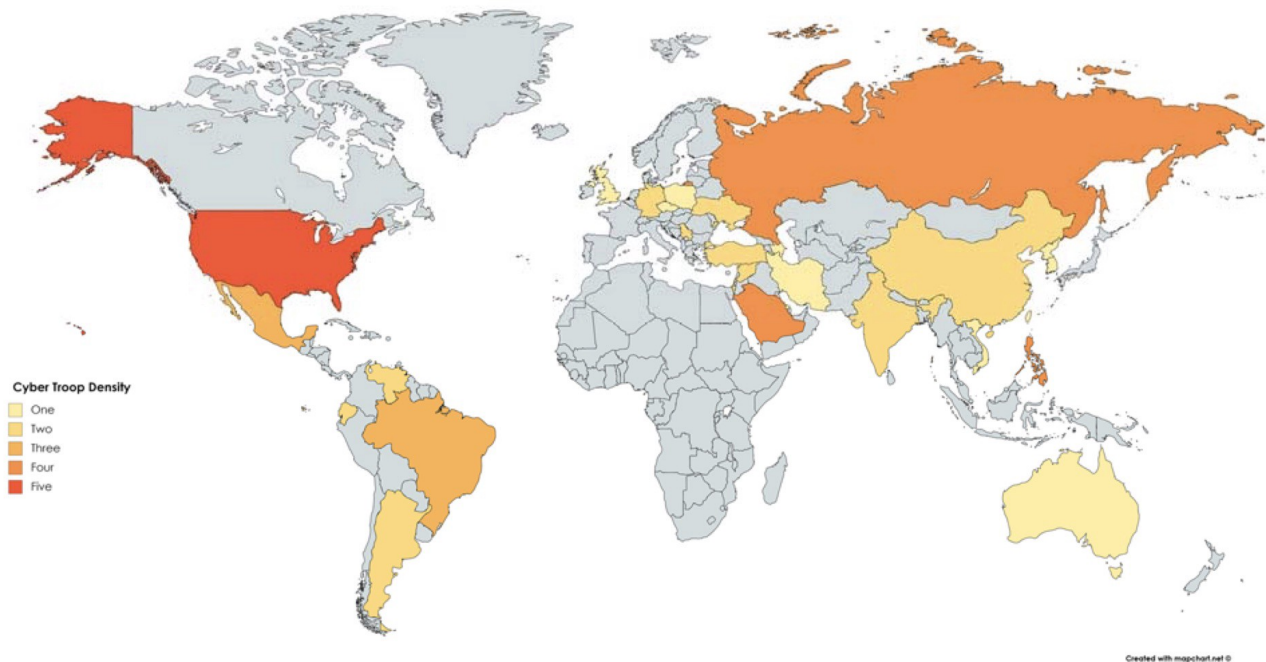 Cyber Troop Density
One
Two
Three
Four
Five
Created with mapchart.net ©